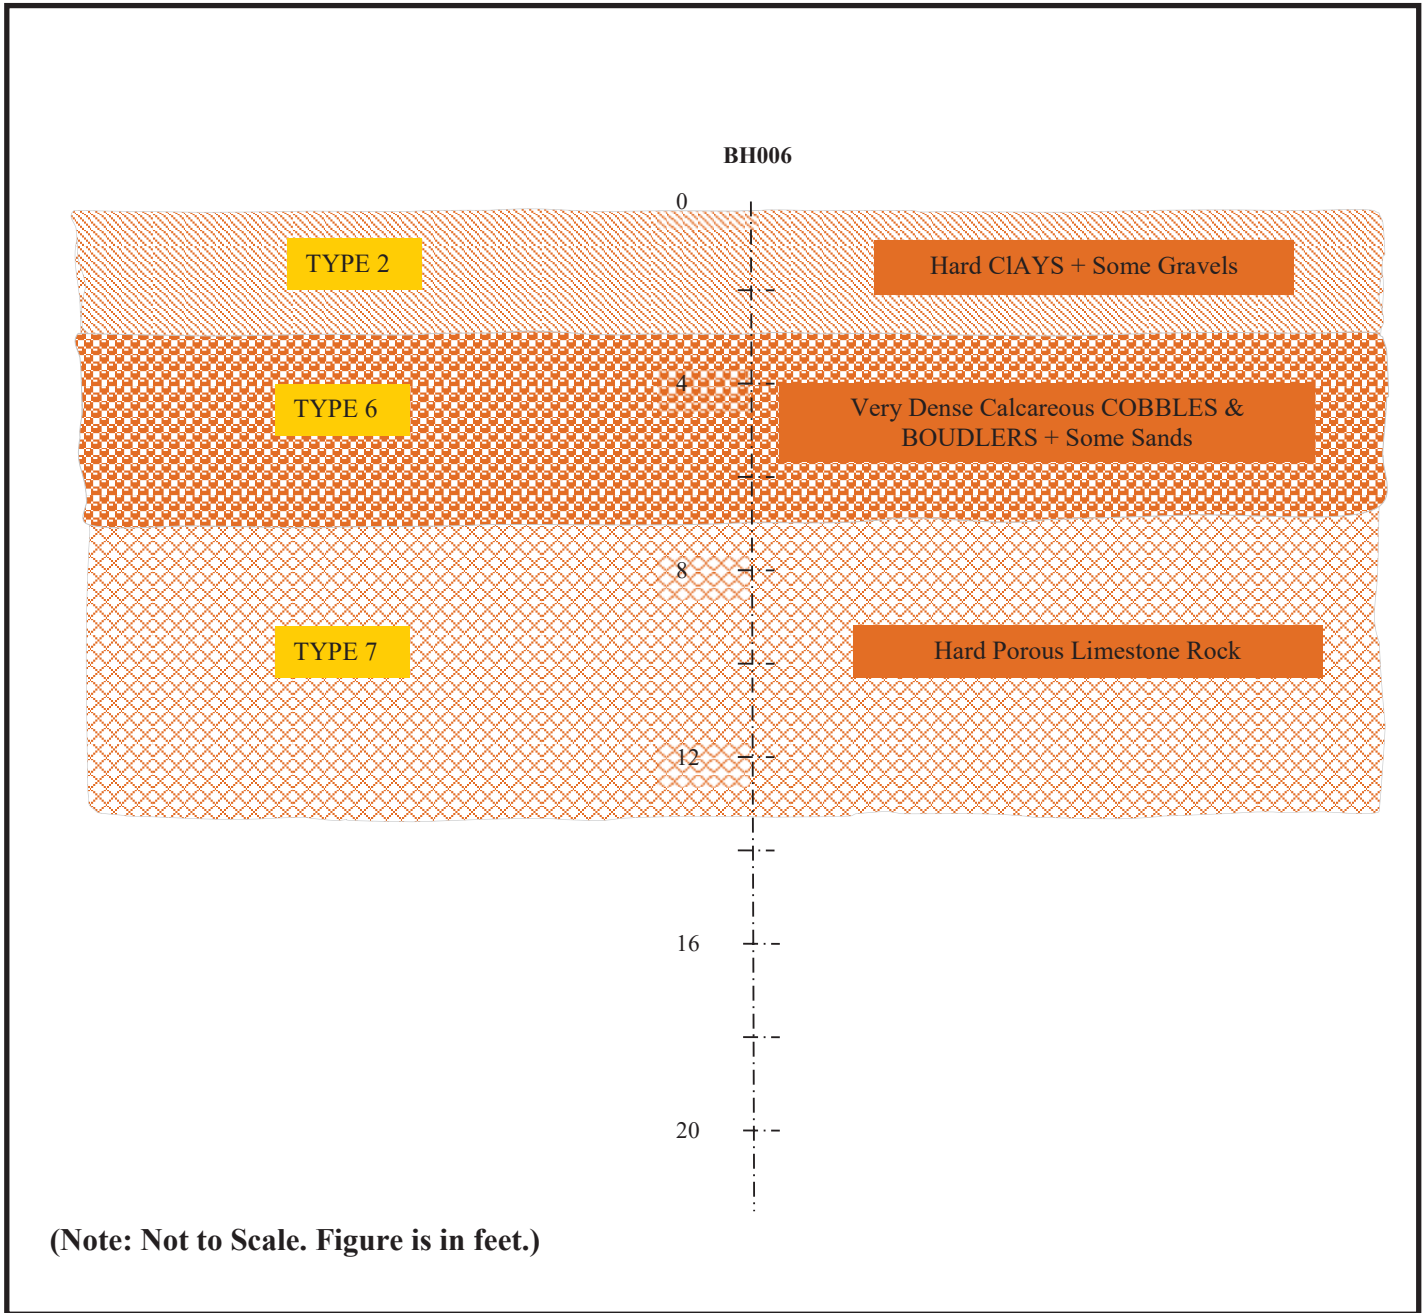 BH006
0
TYPE 2
Hard ClAYS + Some Gravels
4
TYPE 6
Very Dense Calcareous COBBLES &
BOUDLERS + Some Sands
8
TYPE 7
Hard Porous Limestone Rock
12
16
20
(Note: Not to Scale. Figure is in feet.)